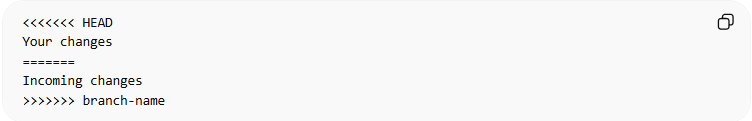 <<<<<<< HEAD
Your changes
=======
Incoming changes
>>>>>>> branch-name